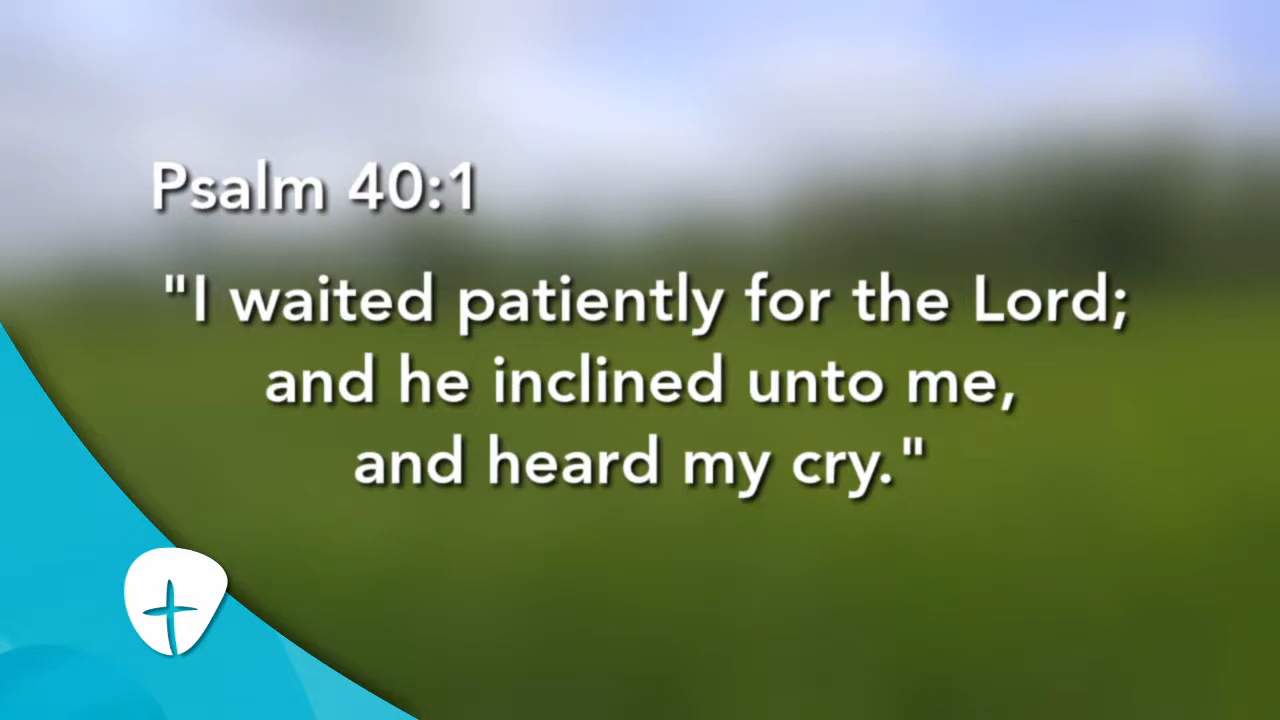 Psalm 40:1
"I waited patiently for the Lord;
and he inclined unto me,
and heard my cry."